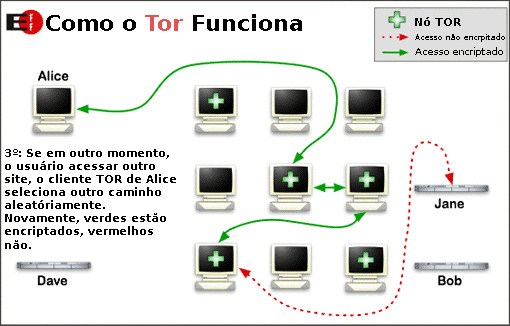 Eff Como o Tor Funciona
Nó TOR
Acesso não encriptado
Acesso encriptado
Alice
3º: Se em outro momento,
o usuário acessar outro
site, o cliente TOR de Alice
seleciona outro caminho
aleatóriamente.
Novamente, verdes estão
encriptados, vermelhos
não.
Jane
Dave
Bob